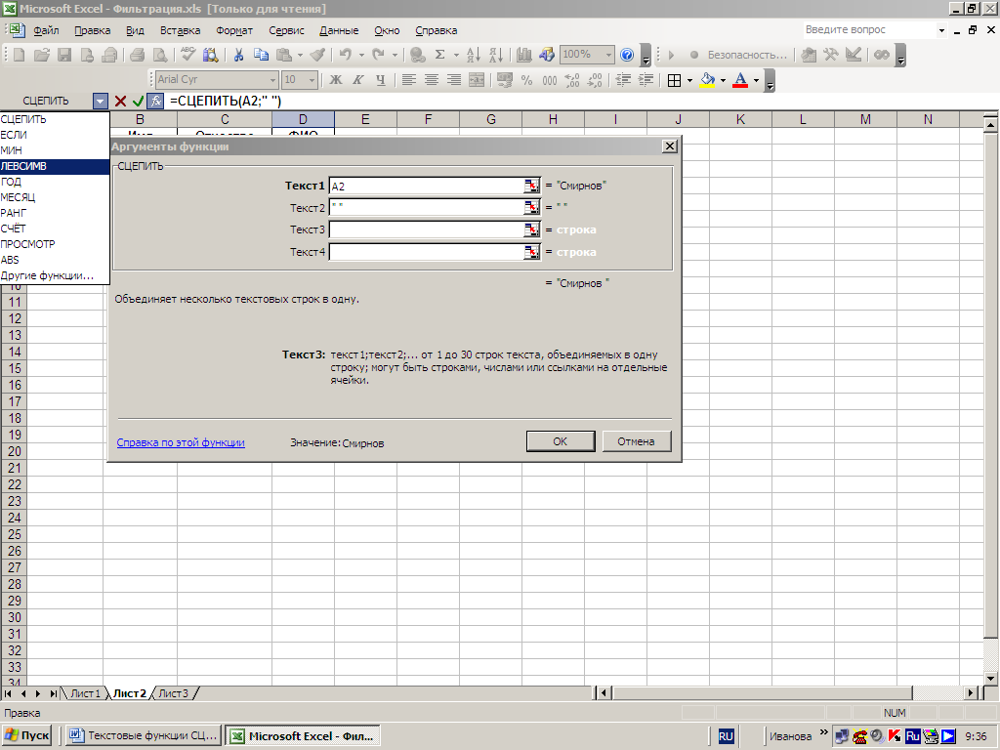 Microsoft Excel - Фильтрация.xls [Только для чтения]
Файл Правка Вид Вставка Формат Сервис Данные Окно Справка Введите вопрос
100% Безопасность...
Arial Cyr 10 Ж К Ч % 000
СЦЕПИТЬ =СЦЕПИТЬ(A2;" ")
B C D E F G H I J K L M N
СЦЕПИТЬ
ЕСЛИ
МИН
ЛЕВСИМВ
ГОД
МЕСЯЦ
РАНГ
СЧЁТ
ПРОСМОТР
ABS
Другие функции...
Имя Отчество ФИО
Аргументы функции
СЦЕПИТЬ
Текст1 A2 = "Смирнов"
Текст2 " " = " "
Текст3 = строка
Текст4 = строка
= "Смирнов "
Объединяет несколько текстовых строк в одну.
Текст3: текст1;текст2;... от 1 до 30 строк текста, объединяемых в одну
строку; могут быть строками, числами или ссылками на отдельные
ячейки.
Справка по этой функции Значение:Смирнов ОК Отмена
10
11
12
13
14
15
16
17
18
19
20
21
22
23
24
25
26
27
28
29
30
31
32
33
34
Лист1 Лист2 Лист3
Правка NUM
Пуск Текстовые функции СЦ... Microsoft Excel - Фил... RU Иванова » Ru 9:36